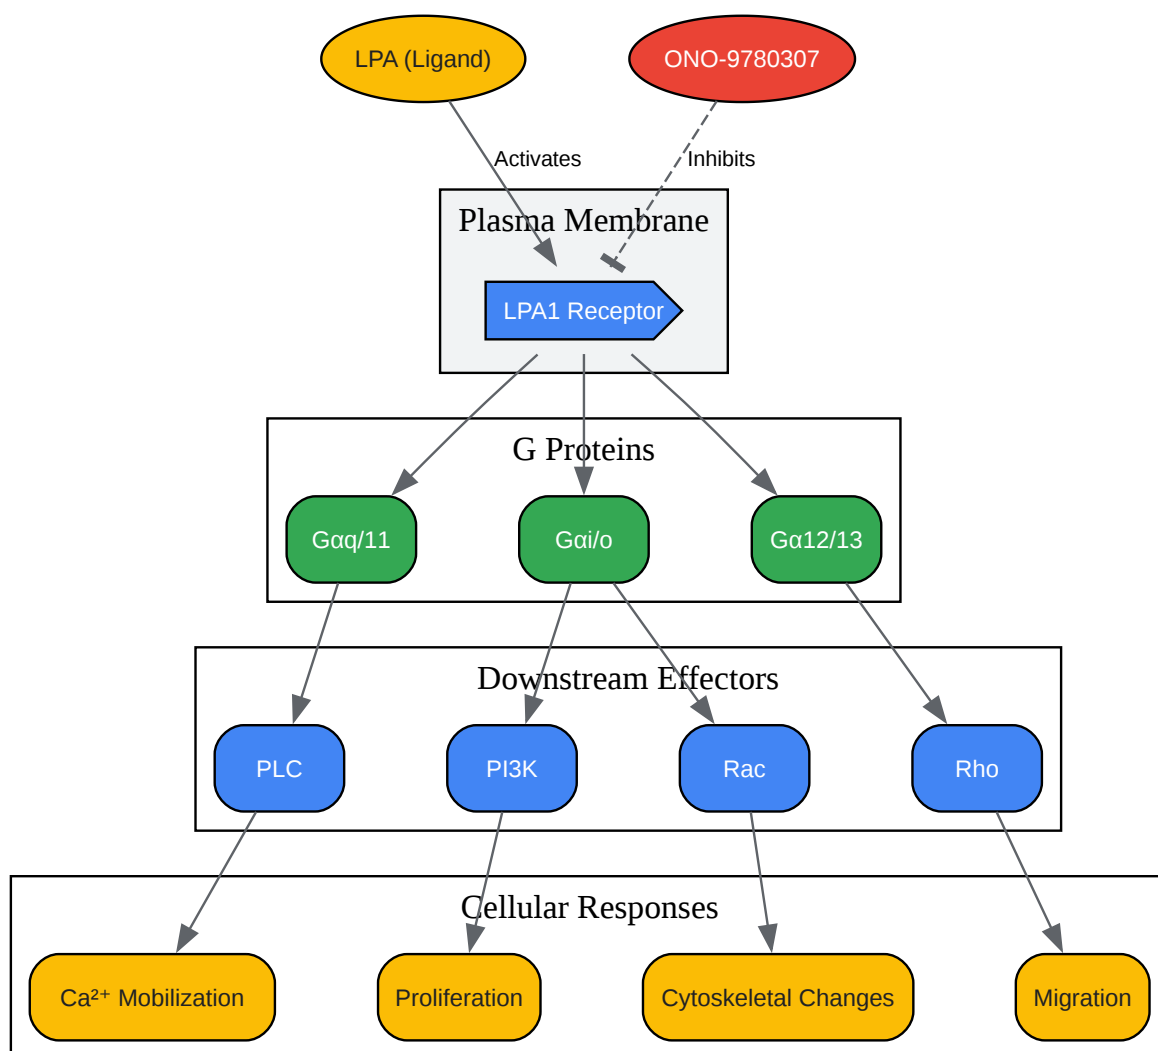 LPA (Ligand)
ONO-9780307
Activates
Inhibits
Plasma Membrane
LPA1 Receptor
G Proteins
Gαq/11
Gαi/o
Gα12/13
Downstream Effectors
PLC
PI3K
Rac
Rho
Cellular Responses
Ca²⁺ Mobilization
Proliferation
Cytoskeletal Changes
Migration